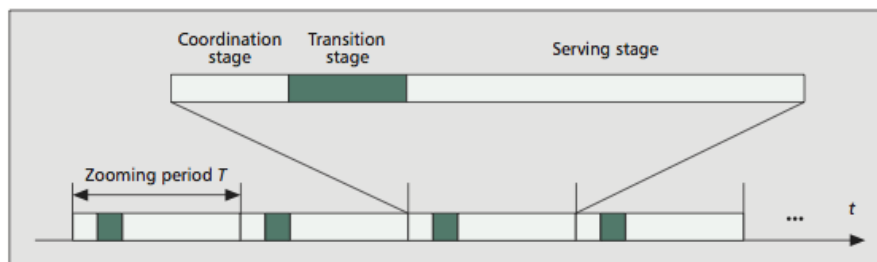 Coordination
stage
Transition
stage
Serving stage
Zooming period T
...
t